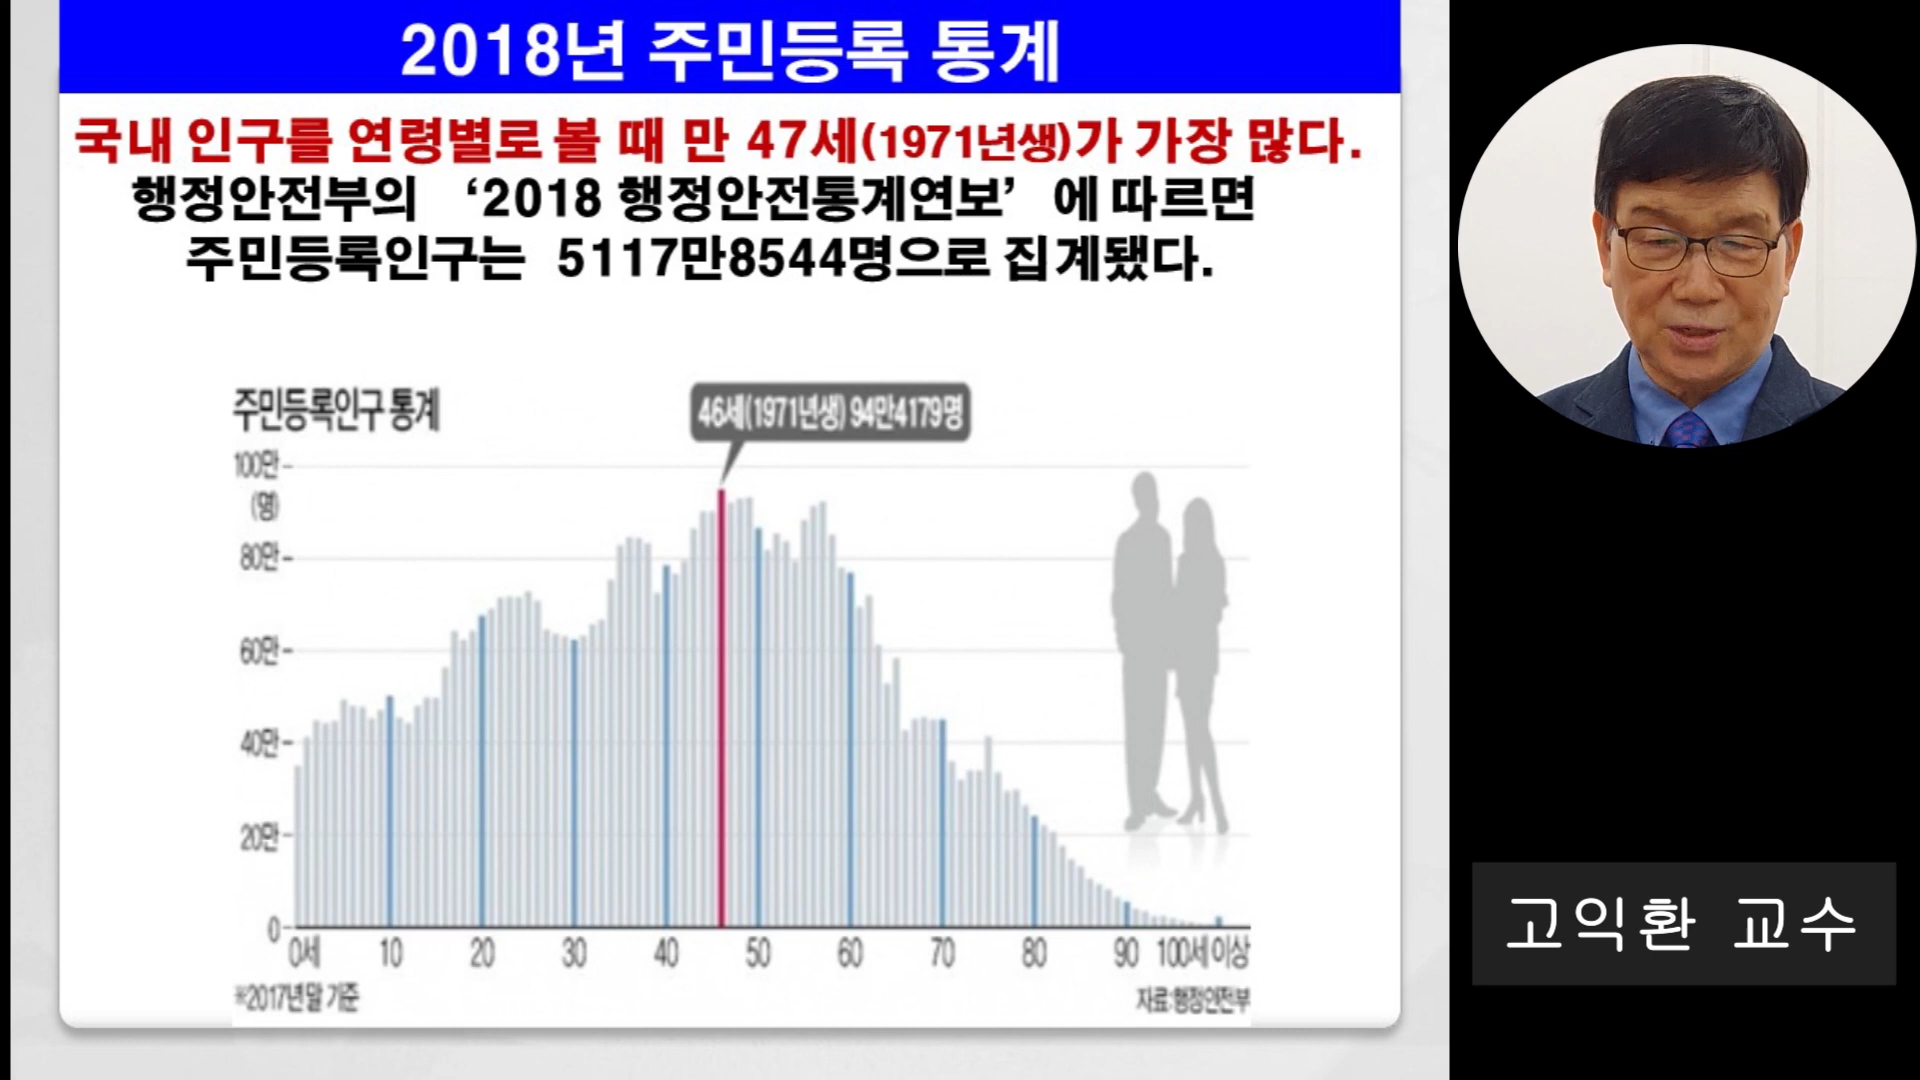 2018년 주민등록 통계
국내 인구를 연령별로 볼 때 만 47세(1971년생)가 가장 많다.
행정안전부의 ‘2018 행정안전통계연보’ 에 따르면
주민등록인구는 5117만8544명으로 집계됐다.
주민등록인구 통계
46세(1971년생) 94만4179명
100만
(명)
80만
60만
40만
20만
0
0세 10 20 30 40 50 60 70 80 90 100세 이상
※2017년말 기준
자료:행정안전부
고익환 교수